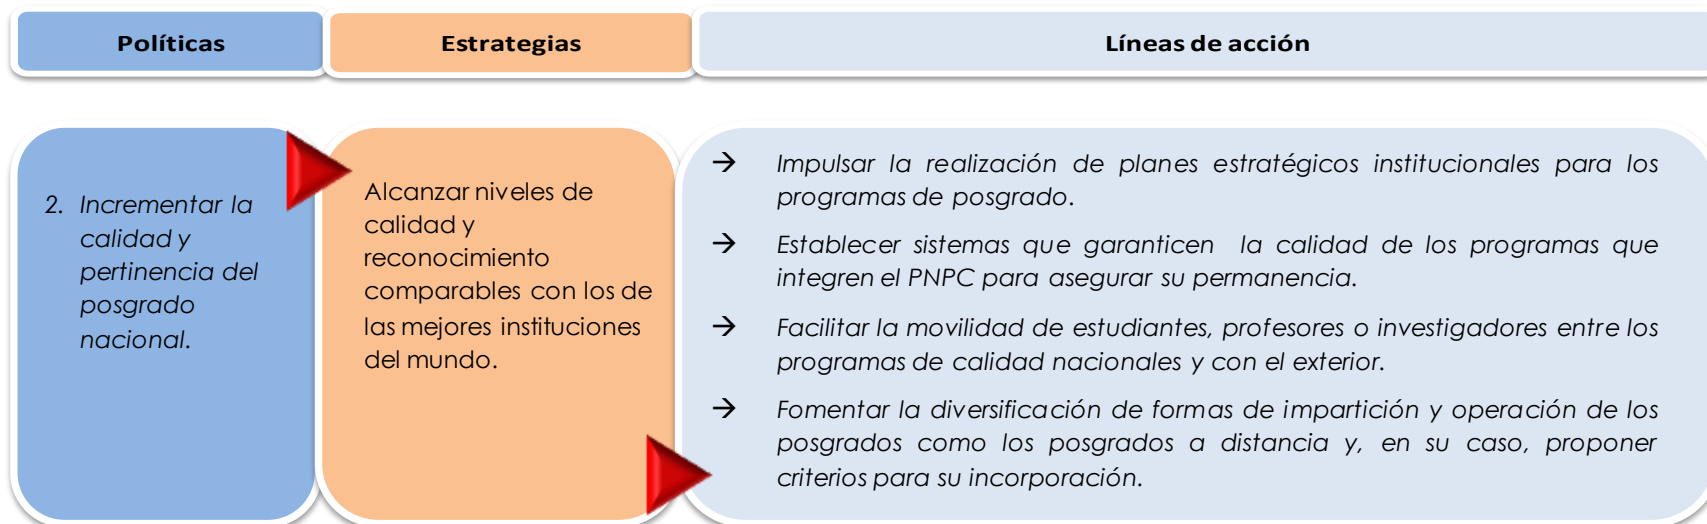 Políticas
Estrategias
Líneas de acción
2. Incrementar la
calidad y
pertinencia del
posgrado
nacional.
Alcanzar niveles de
calidad y
reconocimiento
comparables con los de
las mejores instituciones
del mundo.
→ Impulsar la realización de planes estratégicos institucionales para los
programas de posgrado.
→ Establecer sistemas que garanticen la calidad de los programas que
integren el PNPC para asegurar su permanencia.
→ Facilitar la movilidad de estudiantes, profesores o investigadores entre los
programas de calidad nacionales y con el exterior.
→ Fomentar la diversificación de formas de impartición y operación de los
posgrados como los posgrados a distancia y, en su caso, proponer
criterios para su incorporación.